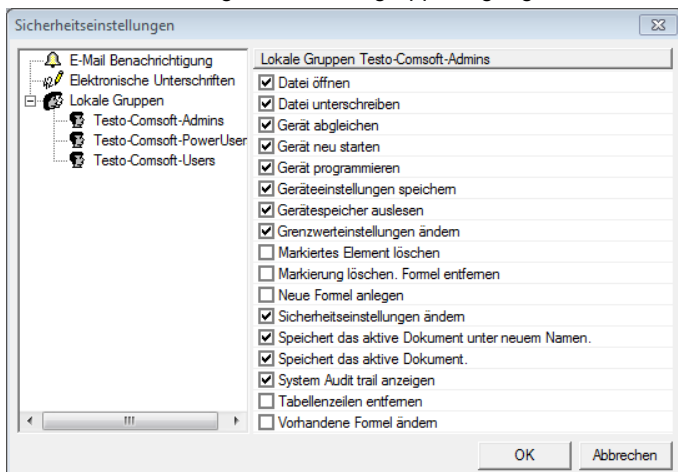 Sicherheitseinstellungen
E-Mail Benachrichtigung
Elektronische Unterschriften
Lokale Gruppen
Testo-Comsoft-Admins
Testo-Comsoft-PowerUser
Testo-Comsoft-Users
Lokale Gruppen Testo-Comsoft-Admins
Datei öffnen
Datei unterschreiben
Gerät abgleichen
Gerät neu starten
Gerät programmieren
Geräteeinstellungen speichern
Gerätespeicher auslesen
Grenzwerteinstellungen ändern
Markiertes Element löschen
Markierung löschen. Formel entfernen
Neue Formel anlegen
Sicherheitseinstellungen ändern
Speichert das aktive Dokument unter neuem Namen.
Speichert das aktive Dokument.
System Audit trail anzeigen
Tabellenzeilen entfernen
Vorhandene Formel ändern
OK
Abbrechen